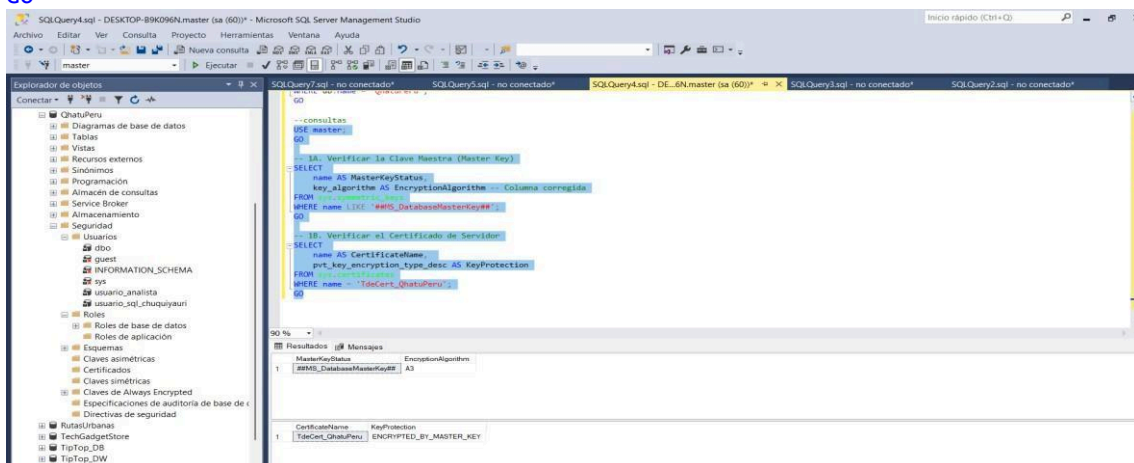 GO
SQLQuery4.sql - DESKTOP-B9K096N.master (sa (60))* - Microsoft SQL Server Management Studio
Inicio rápido (Ctrl+Q)
Archivo Editar Ver Consulta Proyecto Herramientas Ventana Ayuda
Nueva consulta
master Ejecutar
Explorador de objetos
Conectar
QhatuPeru
Diagramas de base de datos
Tablas
Vistas
Recursos externos
Sinónimos
Programación
Almacén de consultas
Service Broker
Almacenamiento
Seguridad
Usuarios
dbo
guest
INFORMATION_SCHEMA
sys
usuario_analista
usuario_sql_chuquiyauri
Roles
Roles de base de datos
Roles de aplicación
Esquemas
Claves asimétricas
Certificados
Claves simétricas
Claves de Always Encrypted
Especificaciones de auditoría de base de
Directivas de seguridad
RutasUrbanas
TechGadgetStore
TipTop_DB
TipTop_DW
SQLQuery7.sql - no conectado* SQLQuery5.sql - no conectado* SQLQuery4.sql - DE...6N.master (sa (60))* SQLQuery3.sql - no conectado* SQLQuery2.sql - no conectado*
GO
--consultas
USE master;
GO
-- 1A. Verificar la Clave Maestra (Master Key)
SELECT
name AS MasterKeyStatus,
key_algorithm AS EncryptionAlgorithm -- Columna corregida
FROM sys.symmetric_keys
WHERE name LIKE '##MS_DatabaseMasterKey##';
GO
-- 1B. Verificar el Certificado de Servidor
SELECT
name AS CertificateName,
pvt_key_encryption_type_desc AS KeyProtection
FROM sys.certificates
WHERE name = 'TdeCert_QhatuPeru';
GO
90 %
Resultados Mensajes
MasterKeyStatus EncryptionAlgorithm
1 ##MS_DatabaseMasterKey## A3
CertificateName KeyProtection
1 TdeCert_QhatuPeru ENCRYPTED_BY_MASTER_KEY